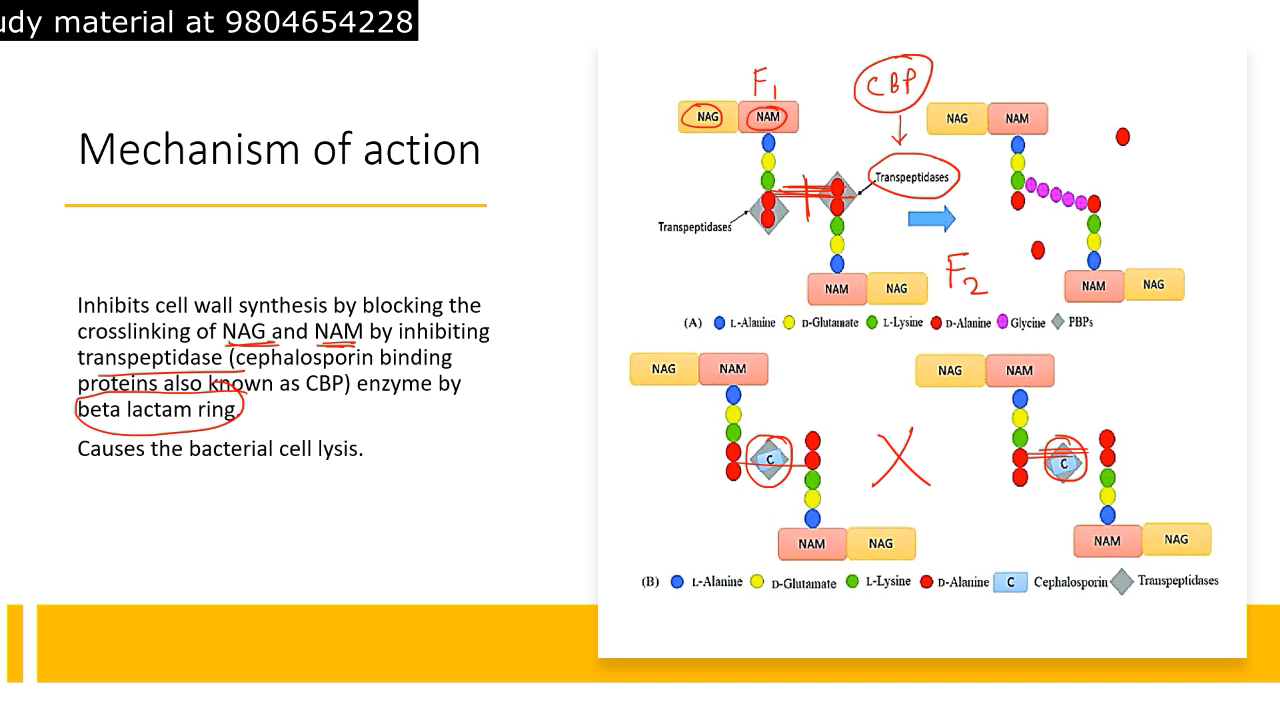 udy material at 9804654228
Mechanism of action
Inhibits cell wall synthesis by blocking the
crosslinking of NAG and NAM by inhibiting
transpeptidase (cephalosporin binding
proteins also known as CBP) enzyme by
beta lactam ring.
Causes the bacterial cell lysis.
F1
CBP
NAG NAM
NAG NAM
Transpeptidases
Transpeptidases
F2
NAM NAG
NAM NAG
(A) L-Alanine D-Glutamate L-Lysine D-Alanine Glycine PBPs
NAG NAM
NAG NAM
C
C
NAM NAG
NAM NAG
(B) L-Alanine D-Glutamate L-Lysine D-Alanine C Cephalosporin Transpeptidases